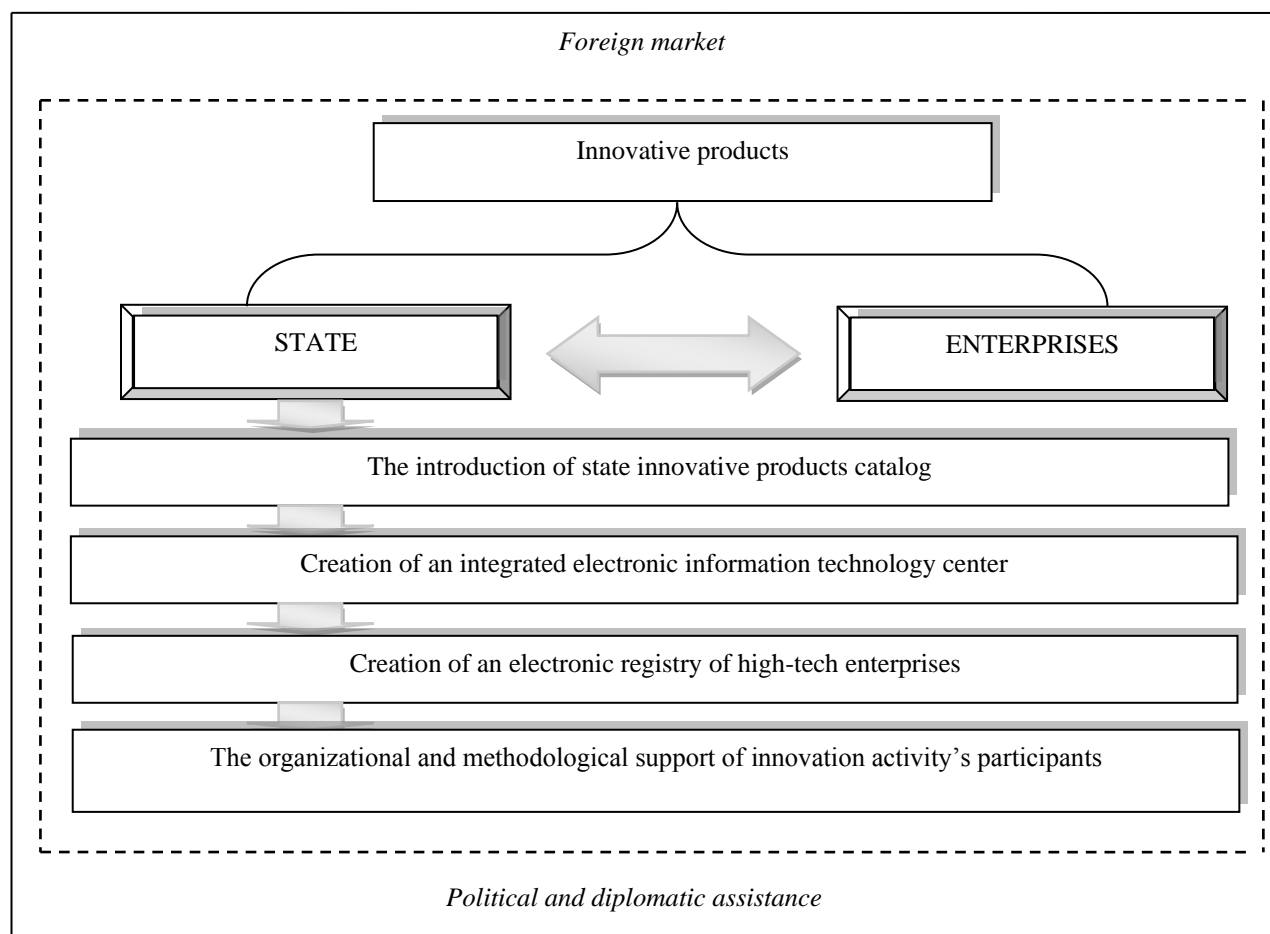 Foreign market
Innovative products
STATE
ENTERPRISES
The introduction of state innovative products catalog
Creation of an integrated electronic information technology center
Creation of an electronic registry of high-tech enterprises
The organizational and methodological support of innovation activity’s participants
Political and diplomatic assistance